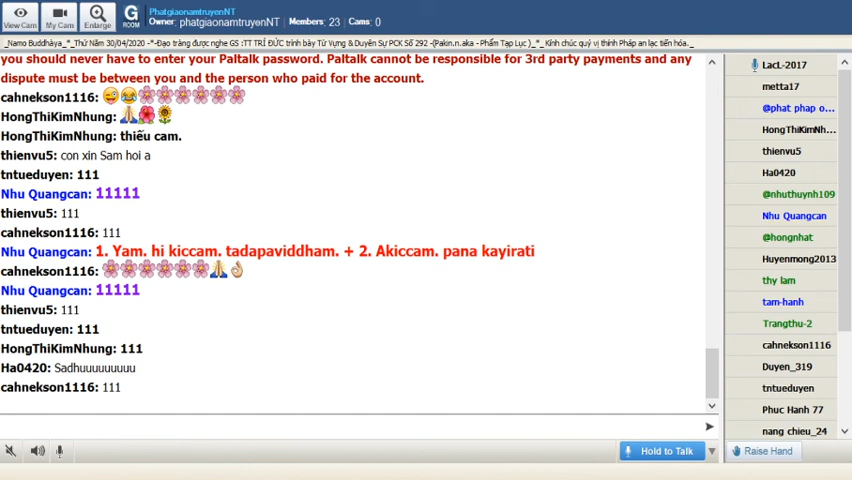 PhatgiaonamtruyenNT
Owner: phatgiaonamtruyenNT Members: 23 Cams: 0
View Cam My Cam Enlarge G ROOM
_Namo Buddhàya_*_Thứ Năm 30/04/2020 -*-Đạo tràng được nghe GS :TT TRÍ ĐỨC trình bày Từ Vựng & Duyên Sự PCK Số 292 -(Pakin.n.aka - Phẩm Tạp Lục )_*_ Kính chúc quý vị thính Pháp an lạc tiến hóa._
you should never have to enter your Paltalk password. Paltalk cannot be responsible for 3rd party payments and any
dispute must be between you and the person who paid for the account.
cahnekson1116: 😜😂🌸🌸🌸🌸🌸🌸
HongThiKimNhung: 🙏🌺🌻
HongThiKimNhung: thiếu cam.
thienvu5: con xin Sam hoi a
tntueduyen: 111
Nhu Quangcan: 11111
thienvu5: 111
cahnekson1116: 111
Nhu Quangcan: 1. Yam. hi kiccam. tadapaviddham. + 2. Akiccam. pana kayirati
cahnekson1116: 🌸🌸🌸🌸🌸🌸🙏👌
Nhu Quangcan: 11111
thienvu5: 111
tntueduyen: 111
HongThiKimNhung: 111
Ha0420: Sadhuuuuuuuuu
cahnekson1116: 111
LacL-2017
metta17
@phat phap o...
HongThiKimNh...
thienvu5
Ha0420
@nhuthuynh109
Nhu Quangcan
@hongnhat
Huyenmong2013
thy lam
tam-hanh
Trangthu-2
cahnekson1116
Duyen_319
tntueduyen
Phuc Hanh 77
nang chieu_24
Hold to Talk
Raise Hand